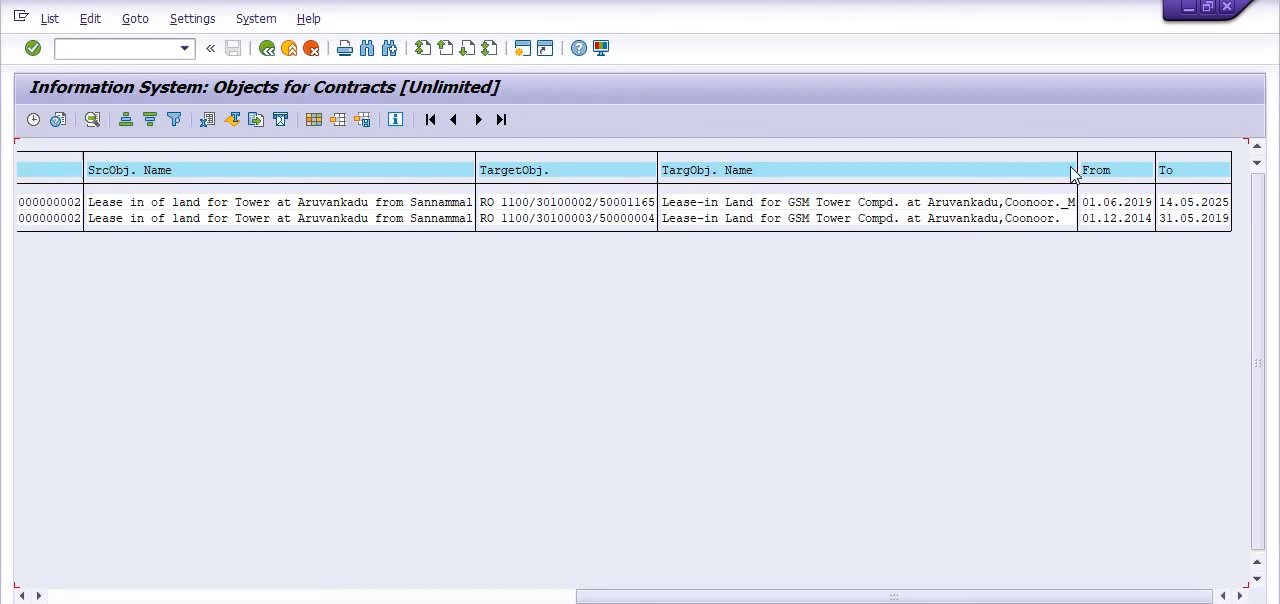 List Edit Goto Settings System Help
Information System: Objects for Contracts [Unlimited]
SrcObj. Name TargetObj. TargObj. Name From To
000000002 Lease in of land for Tower at Aruvankadu from Sannammal RO 1100/30100002/50001165 Lease-in Land for GSM Tower Compd. at Aruvankadu,Coonoor._M 01.06.2019 14.05.2025
000000002 Lease in of land for Tower at Aruvankadu from Sannammal RO 1100/30100003/50000004 Lease-in Land for GSM Tower Compd. at Aruvankadu,Coonoor. 01.12.2014 31.05.2019